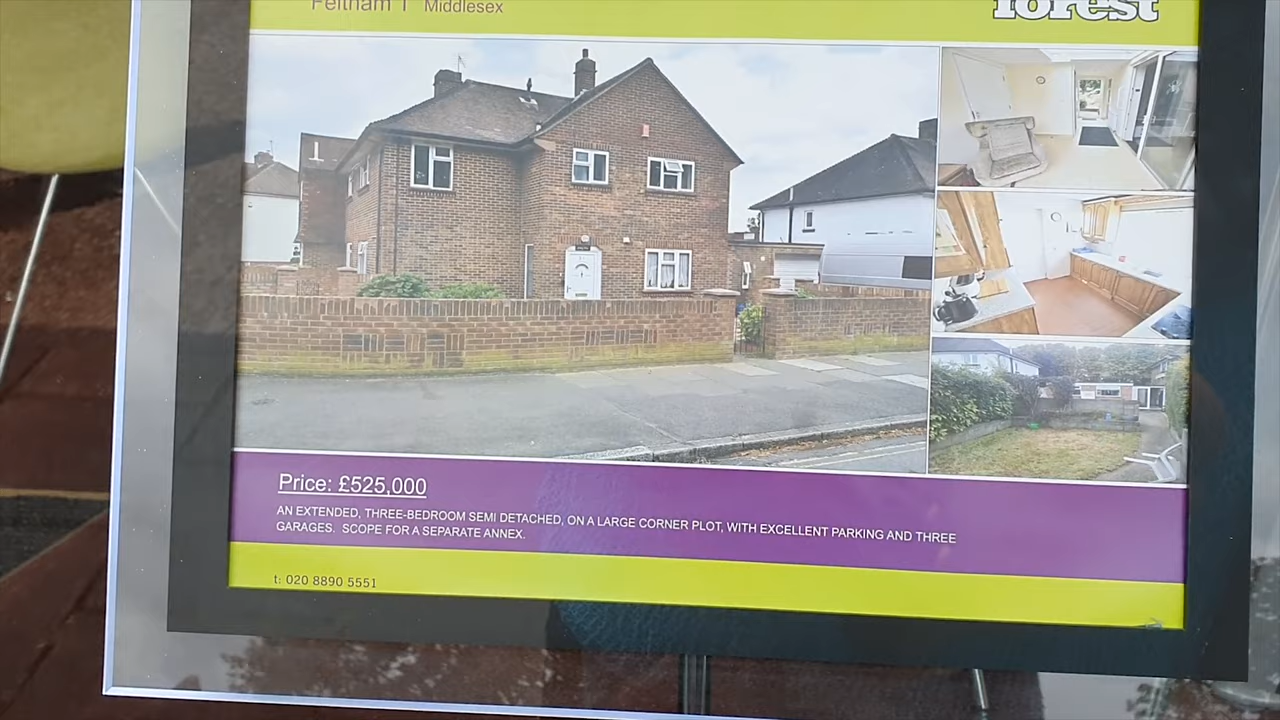 Feltham | Middlesex
forest
Price: £525,000
AN EXTENDED, THREE-BEDROOM SEMI DETACHED, ON A LARGE CORNER PLOT, WITH EXCELLENT PARKING AND THREE
GARAGES. SCOPE FOR A SEPARATE ANNEX.
t: 020 8890 5551